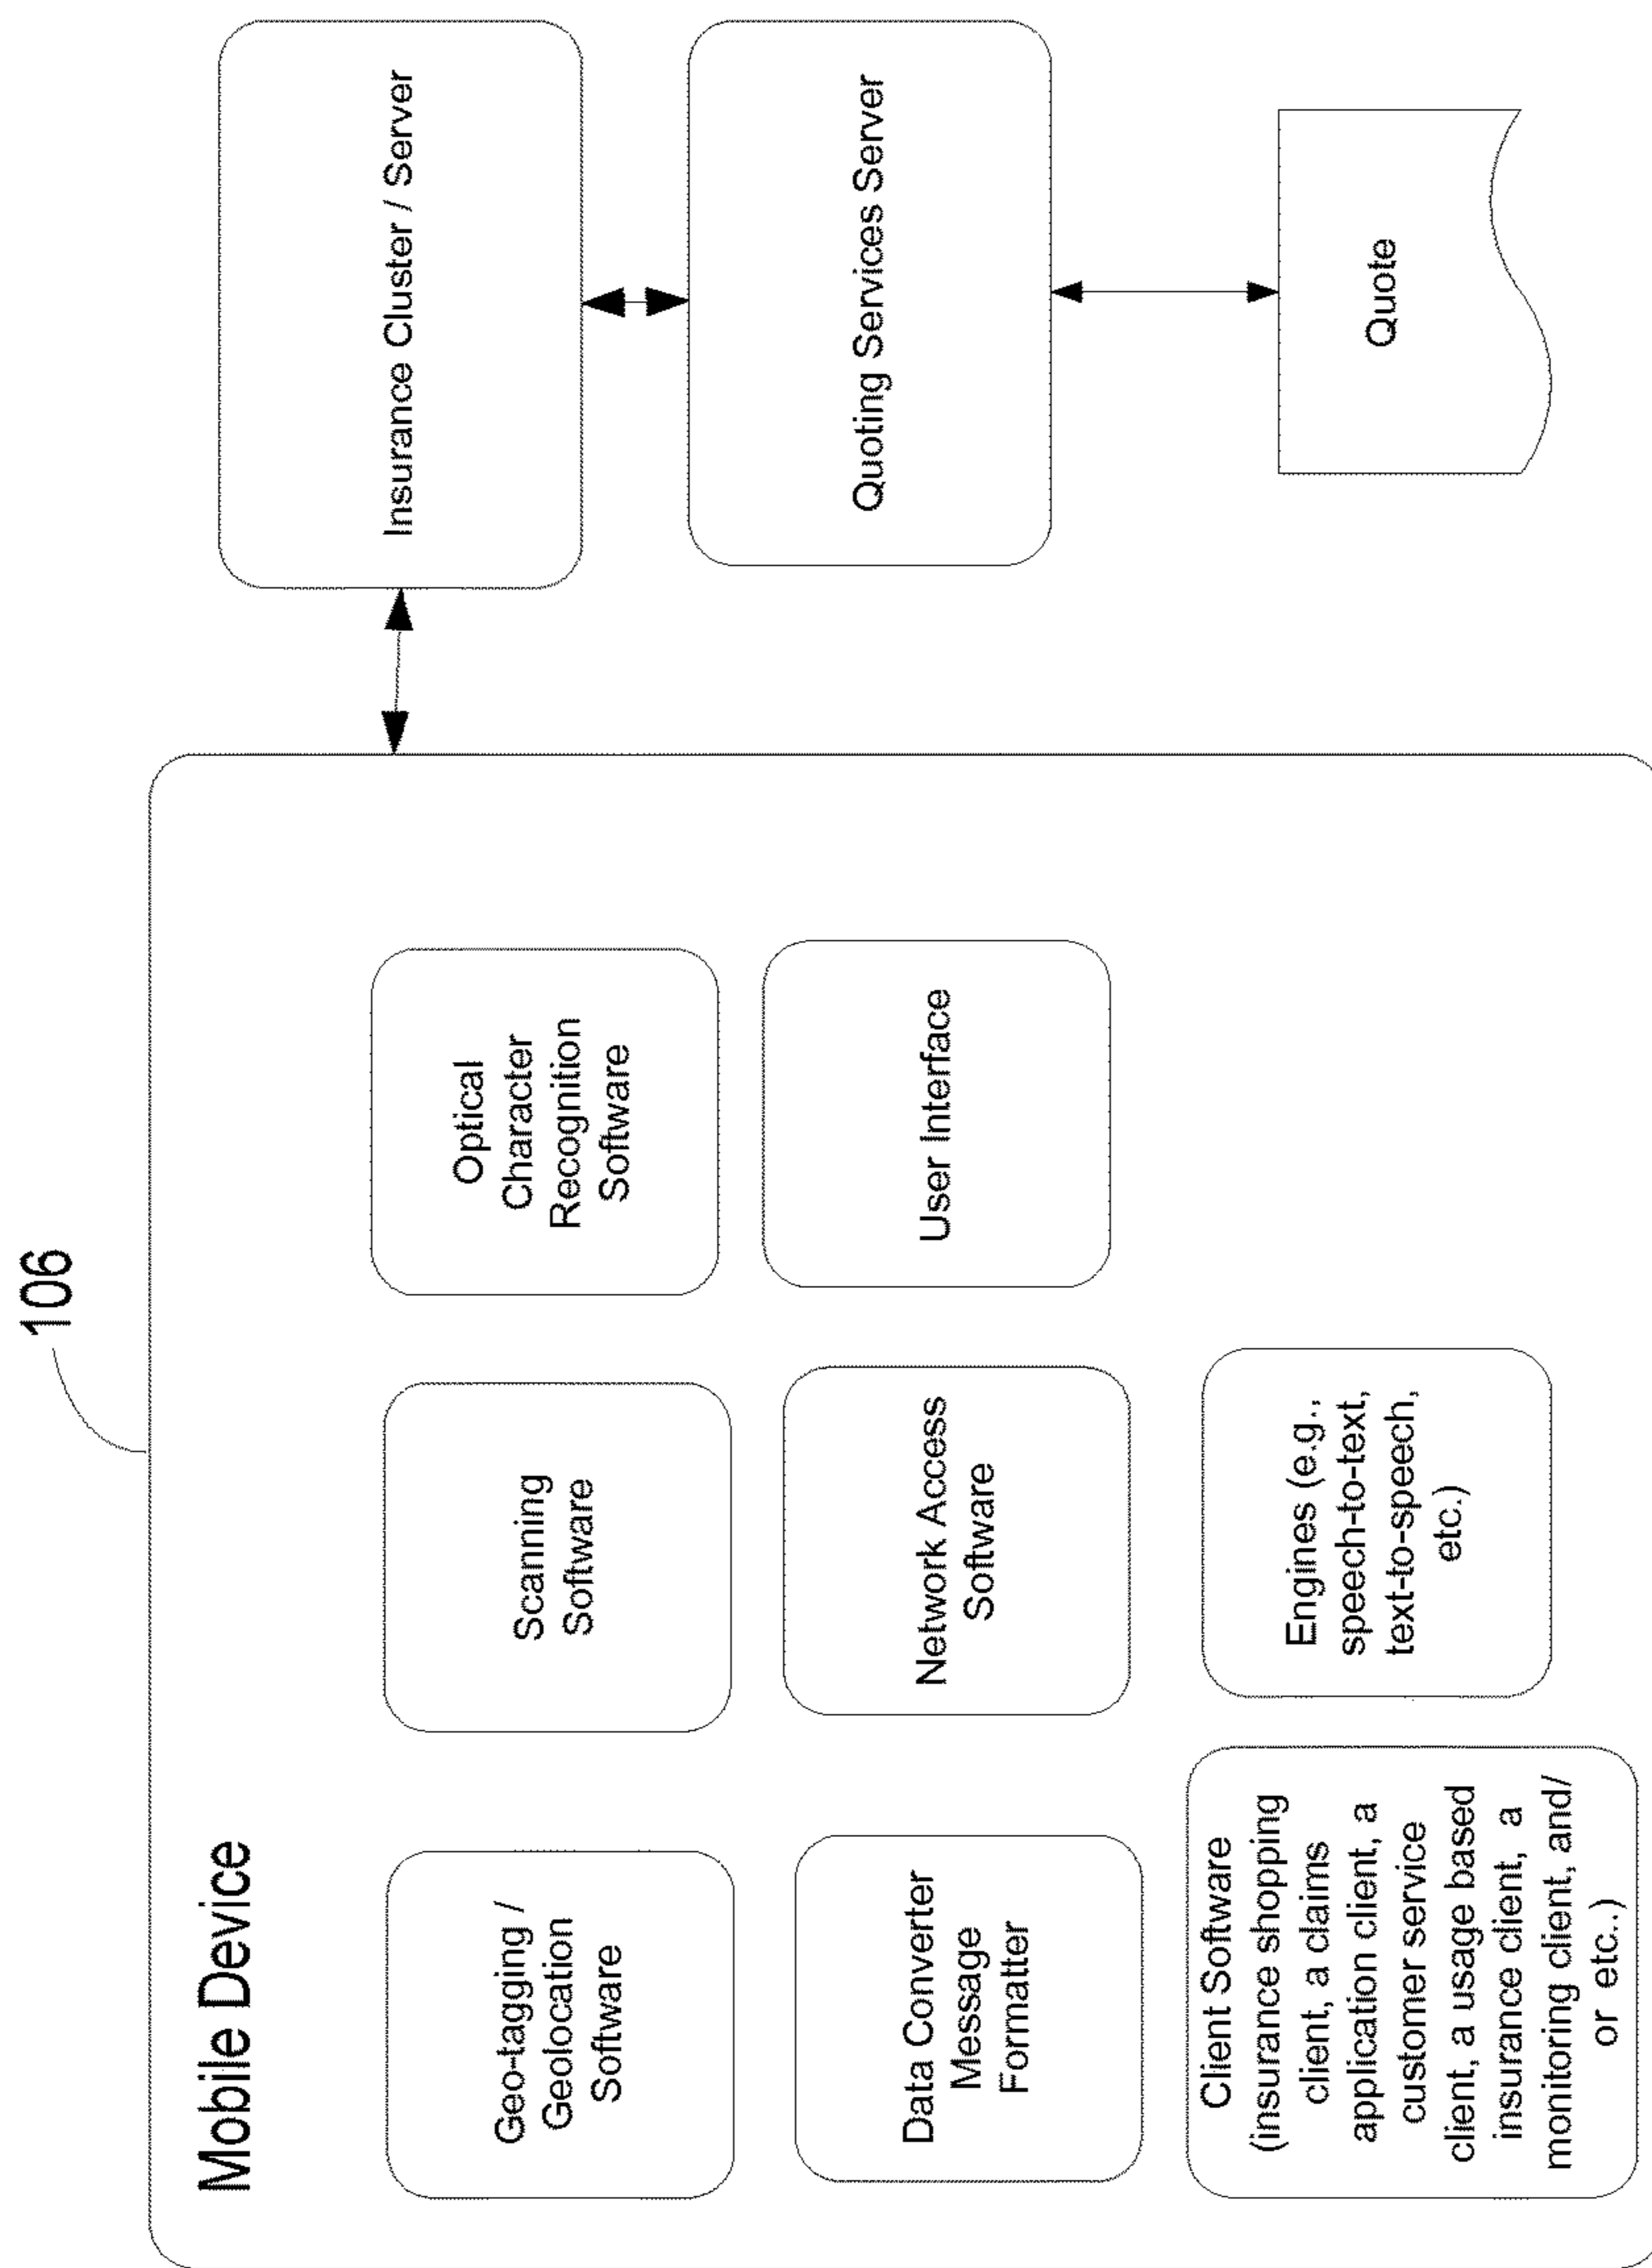 106
Mobile Device
Geo-tagging /
Geolocation
Software
Scanning
Software
Optical
Character
Recognition
Software
Data Converter
Message
Formatter
Network Access
Software
User Interface
Client Software
(insurance shopping
client, a claims
application client, a
customer service
client, a usage based
insurance client, a
monitoring client, and/
or etc..)
Engines (e.g.,
speech-to-text,
text-to-speech,
etc.)
Insurance Cluster / Server
Quoting Services Server
Quote